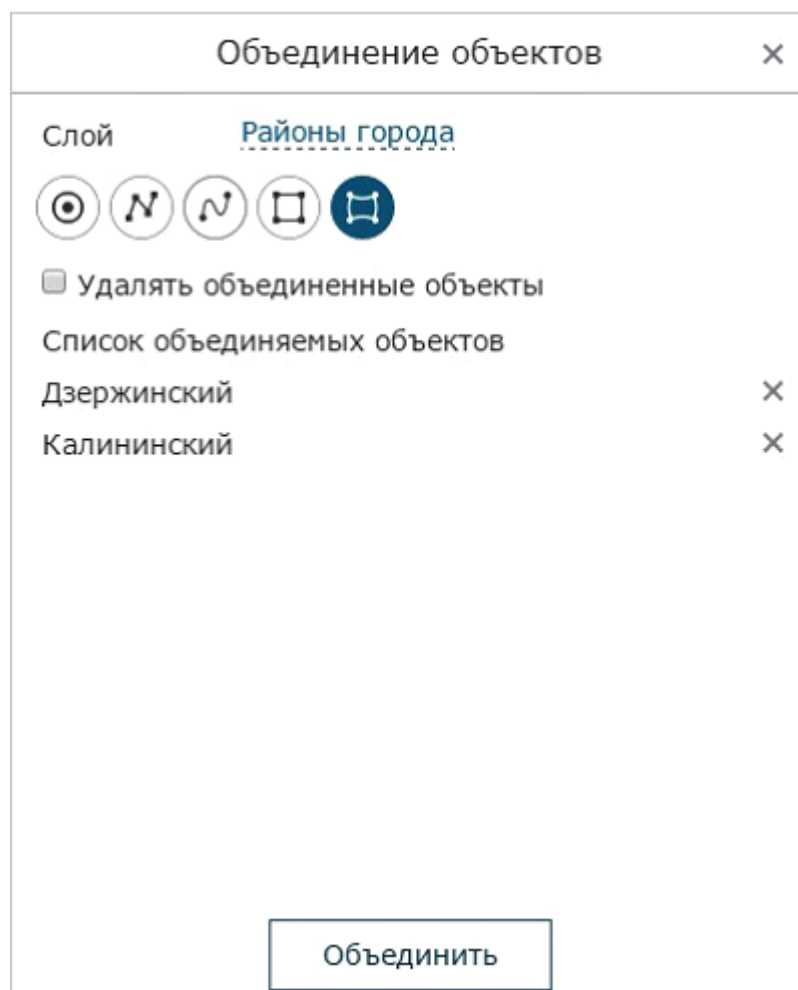 Объединение объектов
Слой Районы города
Удалять объединенные объекты
Список объединяемых объектов
Дзержинский
Калининский
Объединить